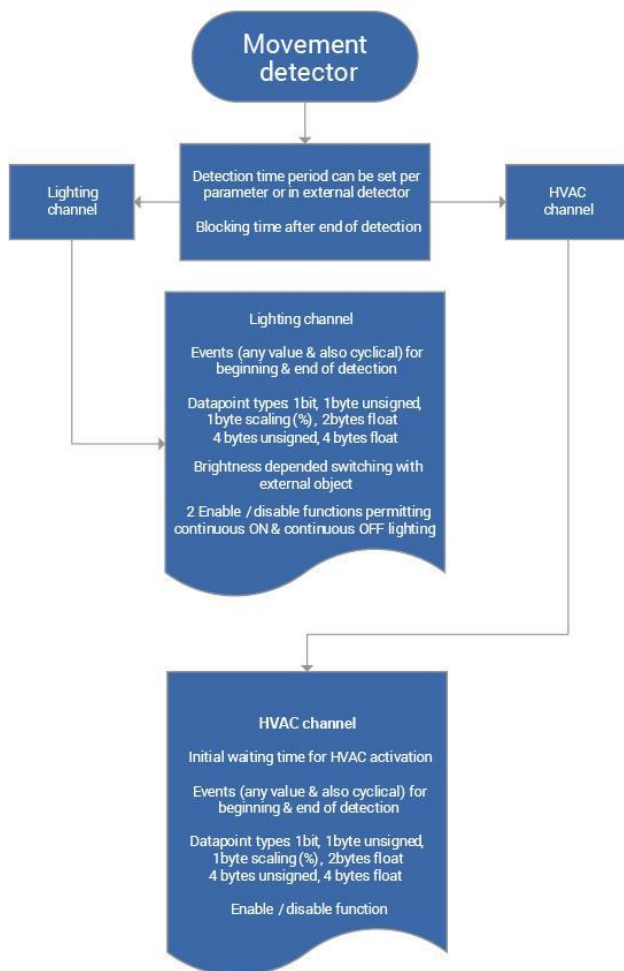 Movement
detector
Lighting
channel
Detection time period can be set per
parameter or in external detector
Blocking time after end of detection
HVAC
channel
Lighting channel
Events (any value & also cyclical) for
beginning & end of detection
Datapoint types: 1bit, 1byte unsigned,
1byte scaling (%), 2bytes float
4 bytes unsigned, 4 bytes float
Brightness depended switching with
external object
2 Enable / disable functions permitting
continuous ON & continuous OFF lighting
HVAC channel
Initial waiting time for HVAC activation
Events (any value & also cyclical) for
beginning & end of detection
Datapoint types: 1bit, 1byte unsigned,
1byte scaling (%), 2bytes float
4 bytes unsigned, 4 bytes float
Enable / disable function